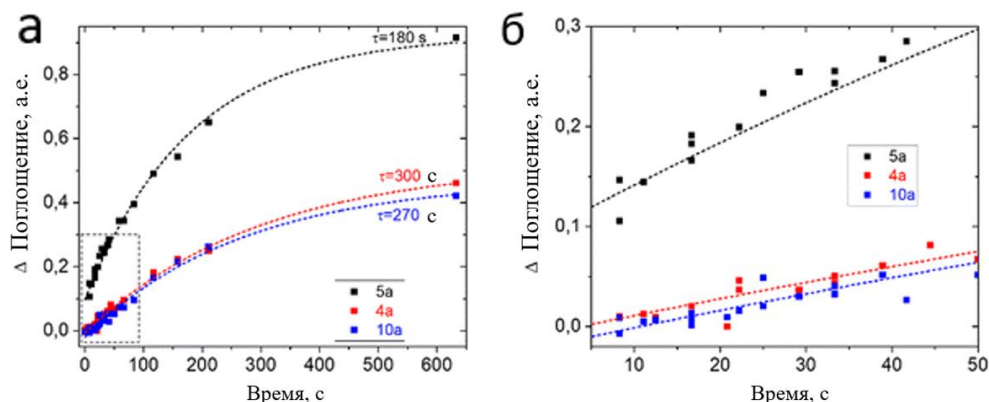 а
Δ Поглощение, а.е.
0,8
0,6
0,4
0,2
0,0
τ=180 s
τ=300 с
τ=270 с
5a
4a
10a
0 100 200 300 400 500 600
Время, с
б
Δ Поглощение, а.е.
0,3
0,2
0,1
0,0
5a
4a
10a
10 20 30 40 50
Время, с